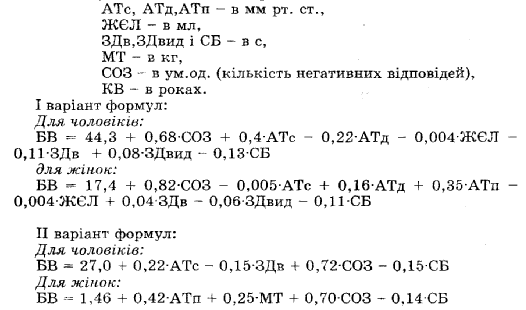 АТс, АТд,АТп – в мм рт. ст.,
ЖЄЛ – в мл,
ЗДв,ЗДвид і СБ – в с,
МТ – в кг,
СОЗ – в ум.од. (кількість негативних відповідей),
КВ – в роках.
I варіант формул:
Для чоловіків:
БВ = 44,3 + 0,68·СОЗ + 0,4·АТс – 0,22·АТд – 0,004·ЖЄЛ –
0,11·ЗДв + 0,08·ЗДвид – 0,13·СБ
для жінок:
БВ = 17,4 + 0,82·СОЗ – 0,005·АТс + 0,16·АТд + 0,35·АТп –
0,004·ЖЄЛ + 0,04·ЗДв – 0,06·ЗДвид – 0,11·СБ
II варіант формул:
Для чоловіків:
БВ = 27,0 + 0,22·АТс – 0,15·ЗДв + 0,72·СОЗ – 0,15·СБ
Для жінок:
БВ = 1,46 + 0,42·АТп + 0,25·МТ + 0,70·СОЗ – 0,14·СБ